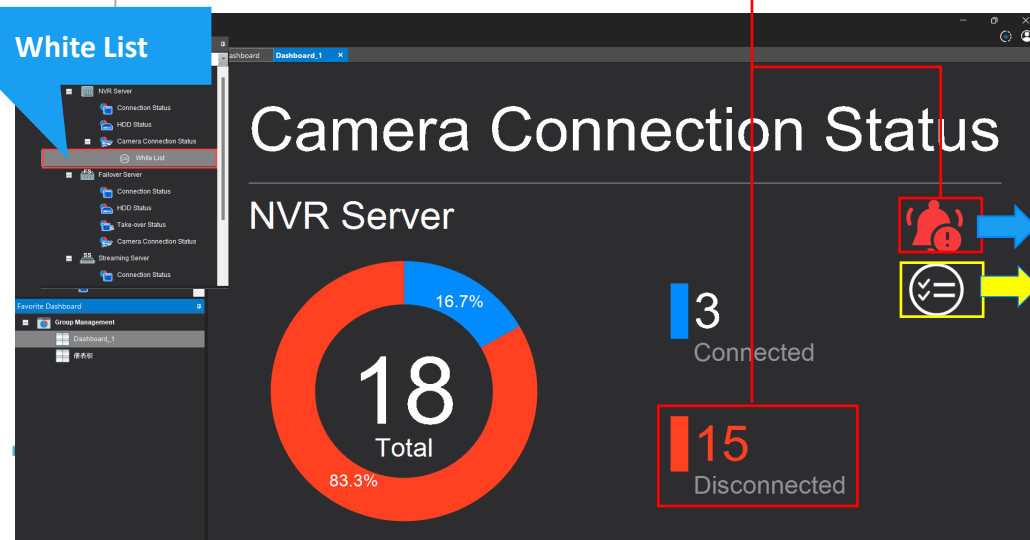 White List
ashboard
Dashboard_1
NVR Server
Connection Status
HDD Status
Camera Connection Status
White List
FS
Failover Server
Connection Status
HDD Status
Take-over Status
Camera Connection Status
SS
Streaming Server
Connection Status
Favorite Dashboard
Group Management
Dashboard_1
儀表板
Camera Connection Status
NVR Server
16.7%
18
Total
83.3%
3
Connected
15
Disconnected